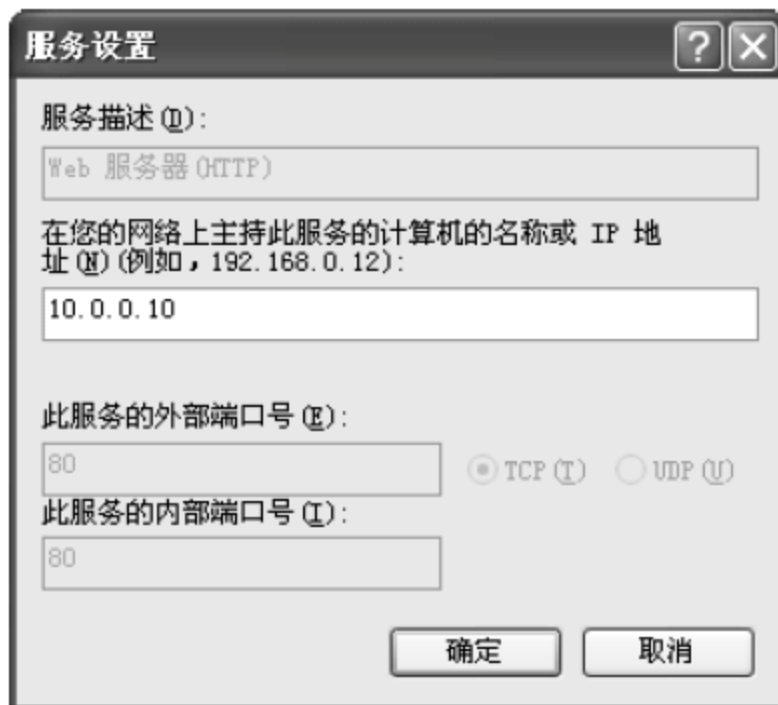 服务设置
服务描述(D):
Web 服务器(HTTP)
在您的网络上主持此服务的计算机的名称或 IP 地
址(N)(例如，192.168.0.12):
10.0.0.10
此服务的外部端口号(E):
80 TCP(T) UDP(U)
此服务的内部端口号(I):
80
确定 取消